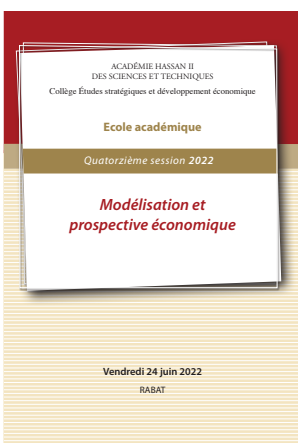 ACADÉMIE HASSAN II
DES SCIENCES ET TECHNIQUES
Collège Études stratégiques et développement économique
Ecole académique
Quatorzième session 2022
Modélisation et
prospective économique
Vendredi 24 juin 2022
RABAT